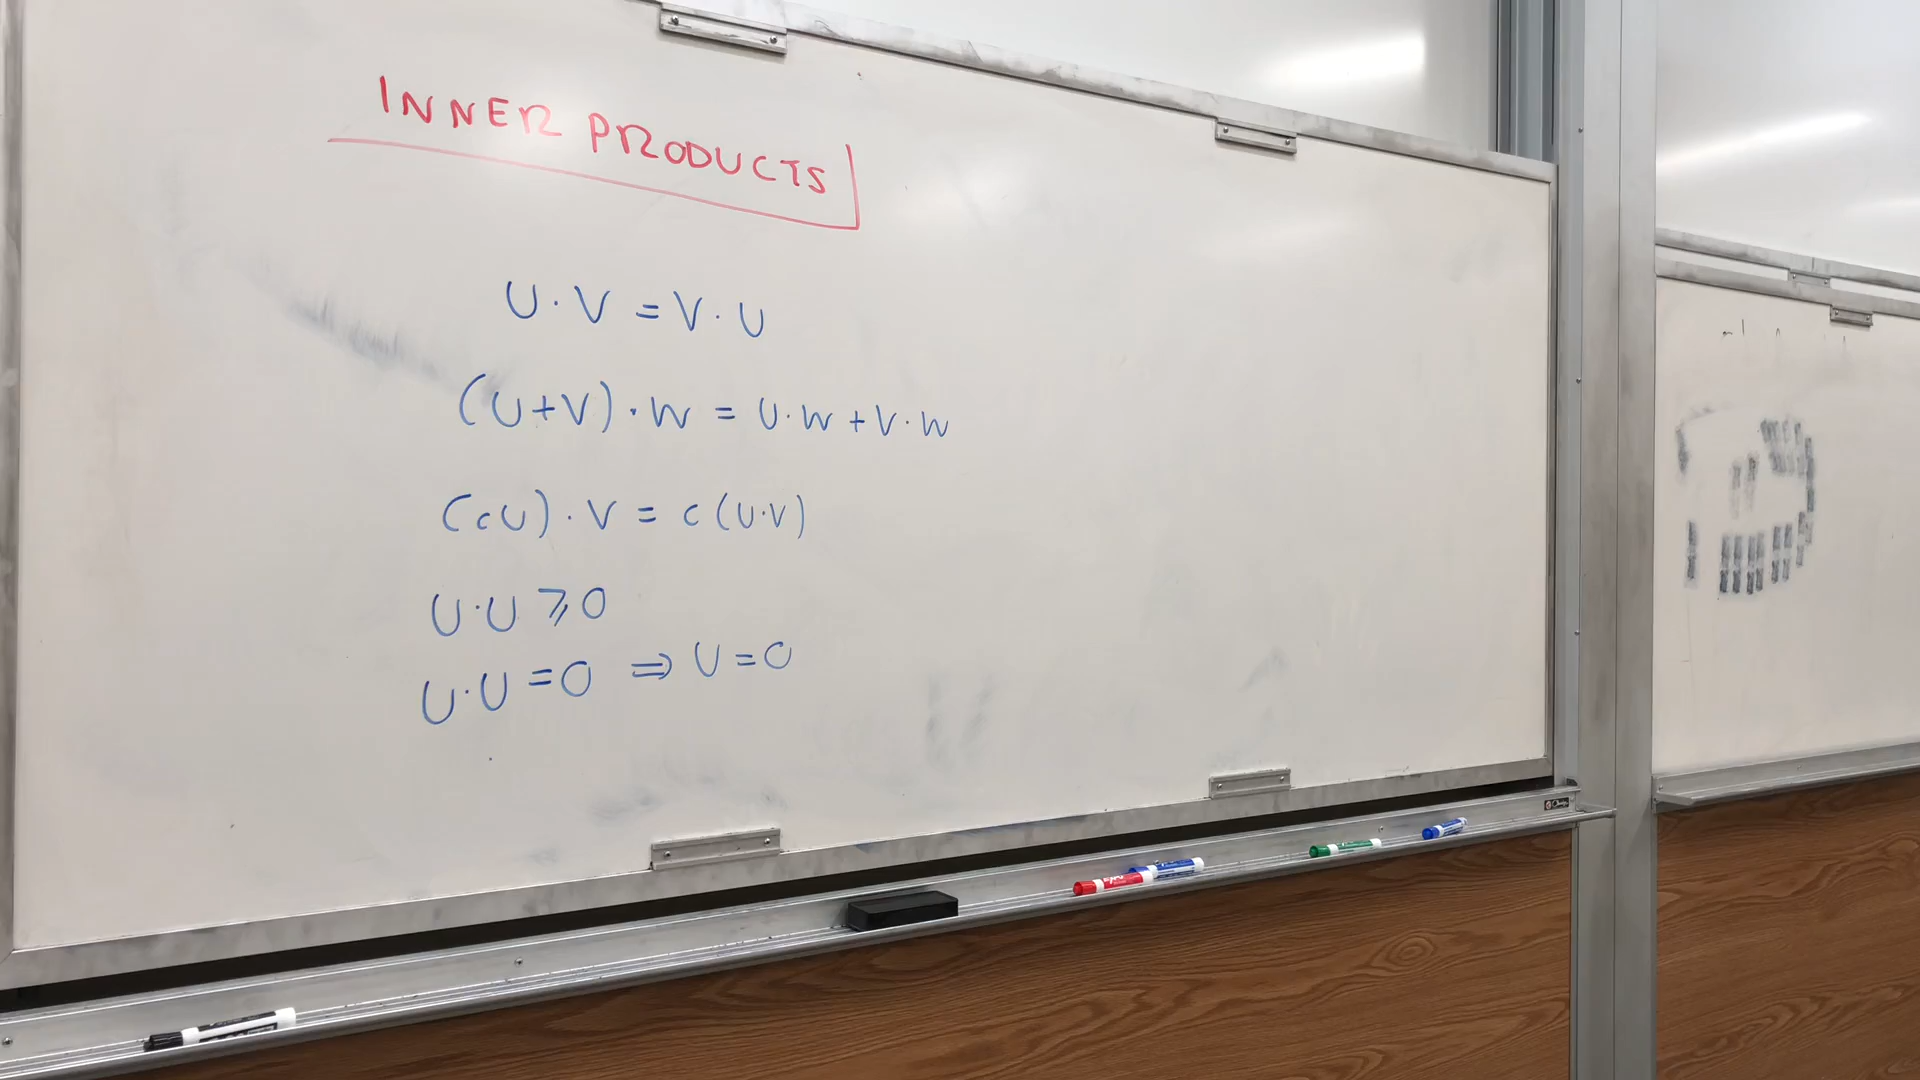 INNER PRODUCTS
U · V = V · U
(U+V) · W = U·W + V·W
(cU) · V = c(U·V)
U·U ⩾ 0
U·U = 0 ⇒ U = 0